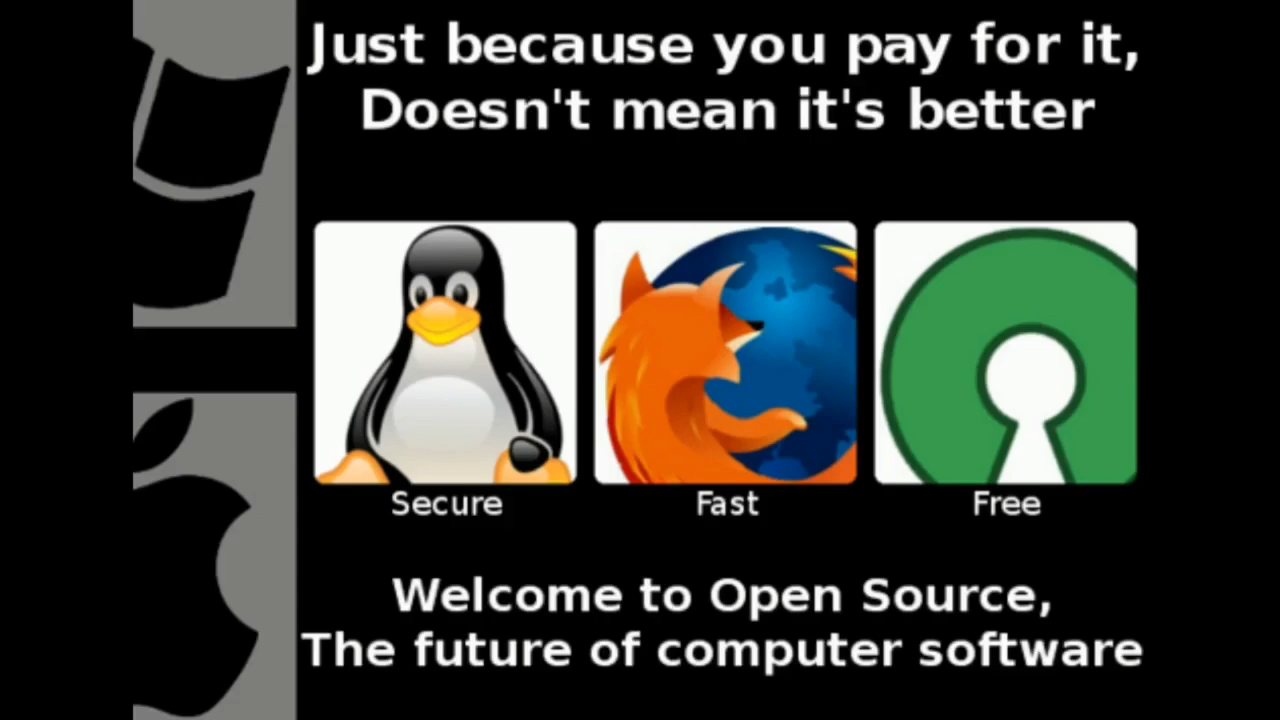 Just because you pay for it,
Doesn't mean it's better
Secure
Fast
Free
Welcome to Open Source,
The future of computer software